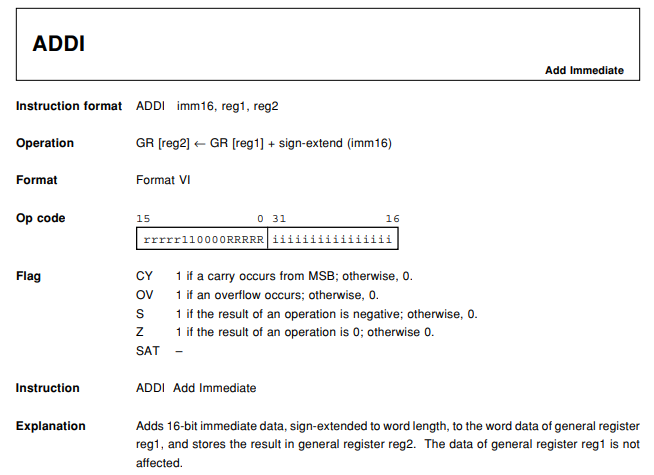 ADDI
Add Immediate
Instruction format ADDI imm16, reg1, reg2
Operation GR [reg2] ← GR [reg1] + sign-extend (imm16)
Format Format VI
Op code 15 0 31 16
rrrrr110000RRRRR iiiiiiiiiiiiiiii
Flag CY 1 if a carry occurs from MSB; otherwise, 0.
OV 1 if an overflow occurs; otherwise, 0.
S 1 if the result of an operation is negative; otherwise, 0.
Z 1 if the result of an operation is 0; otherwise 0.
SAT –
Instruction ADDI Add Immediate
Explanation Adds 16-bit immediate data, sign-extended to word length, to the word data of general register
reg1, and stores the result in general register reg2. The data of general register reg1 is not
affected.